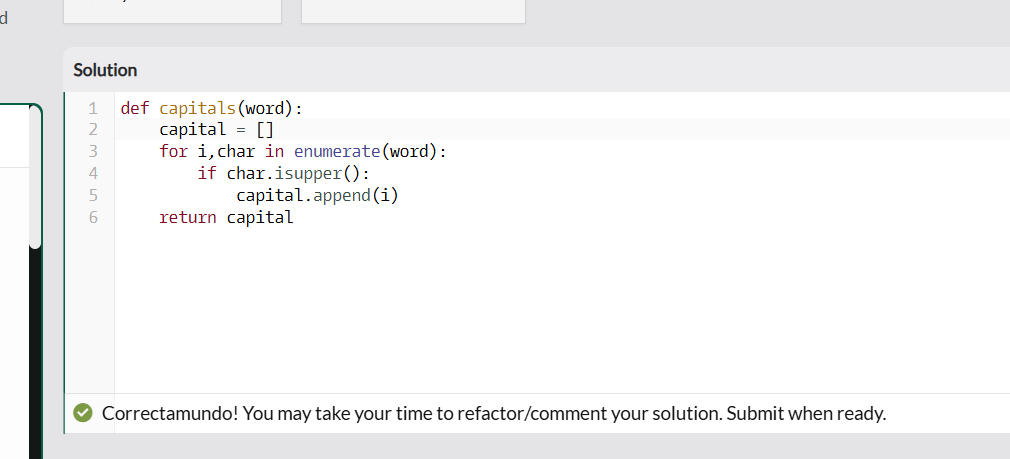 d
Solution
1 def capitals(word):
2     capital = []
3     for i,char in enumerate(word):
4         if char.isupper():
5             capital.append(i)
6     return capital
Correctamundo! You may take your time to refactor/comment your solution. Submit when ready.